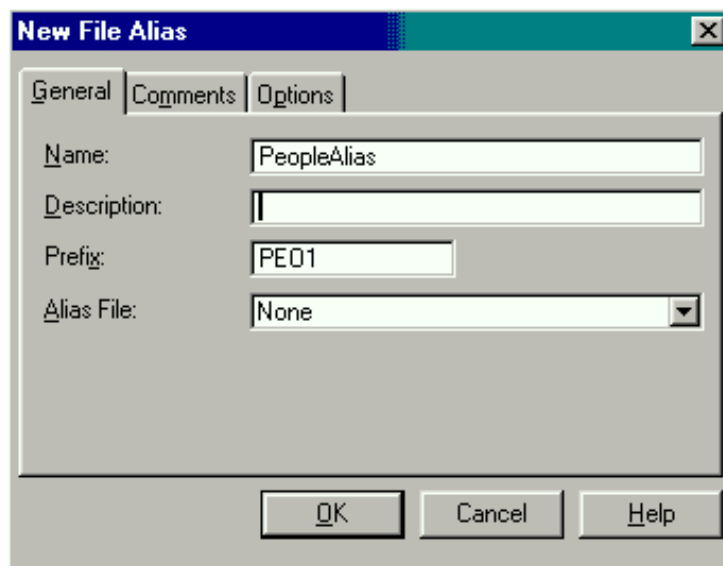 New File Alias
General Comments Options
Name: PeopleAlias
Description:
Prefix: PEO1
Alias File: None
OK Cancel Help